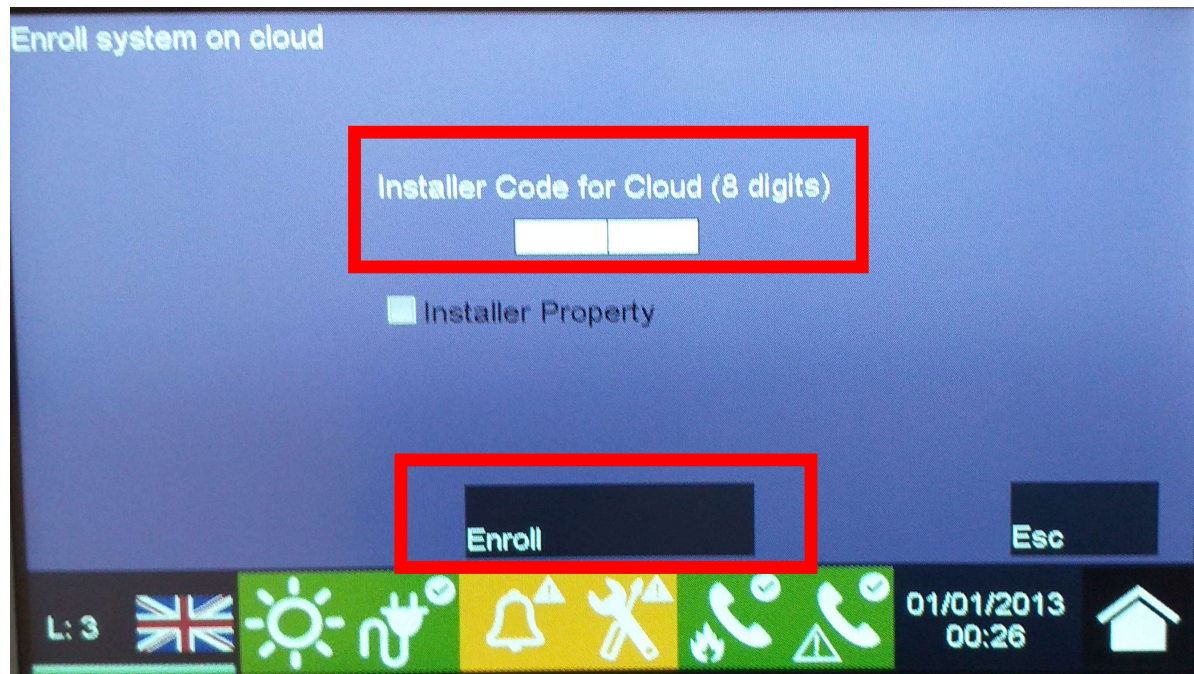 Enroll system on cloud
Installer Code for Cloud (8 digits)
Installer Property
Enroll
Esc
L: 3
01/01/2013
00:26